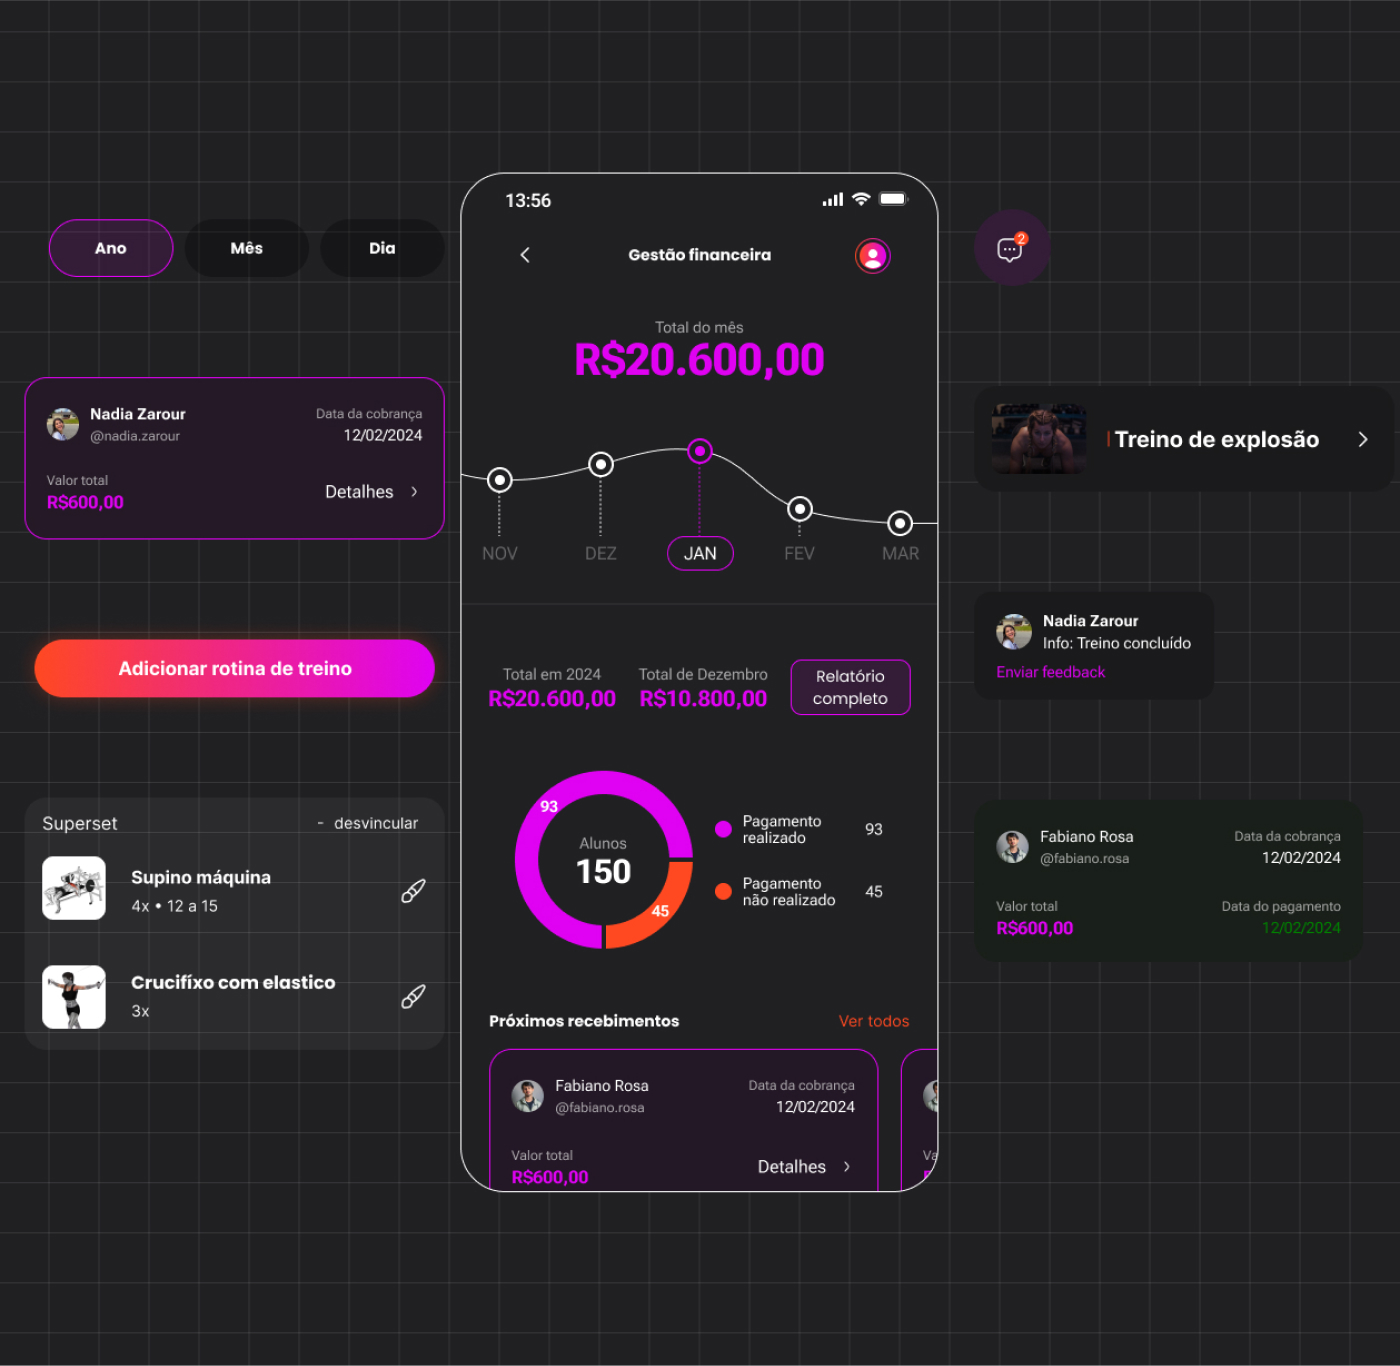 Ano
Mês
Dia
Nadia Zarour
@nadia.zarour
Data da cobrança
12/02/2024
Valor total
R$600,00
Detalhes
Adicionar rotina de treino
Superset
- desvincular
Supino máquina
4x • 12 a 15
Crucifíxo com elastico
3x
13:56
Gestão financeira
Total do mês
R$20.600,00
NOV
DEZ
JAN
FEV
MAR
Total em 2024
R$20.600,00
Total de Dezembro
R$10.800,00
Relatório
completo
93
45
Alunos
150
Pagamento
realizado
93
Pagamento
não realizado
45
Próximos recebimentos
Ver todos
Fabiano Rosa
@fabiano.rosa
Data da cobrança
12/02/2024
Valor total
R$600,00
Detalhes
Va
2
Treino de explosão
Nadia Zarour
Info: Treino concluído
Enviar feedback
Fabiano Rosa
@fabiano.rosa
Data da cobrança
12/02/2024
Valor total
R$600,00
Data do pagamento
12/02/2024